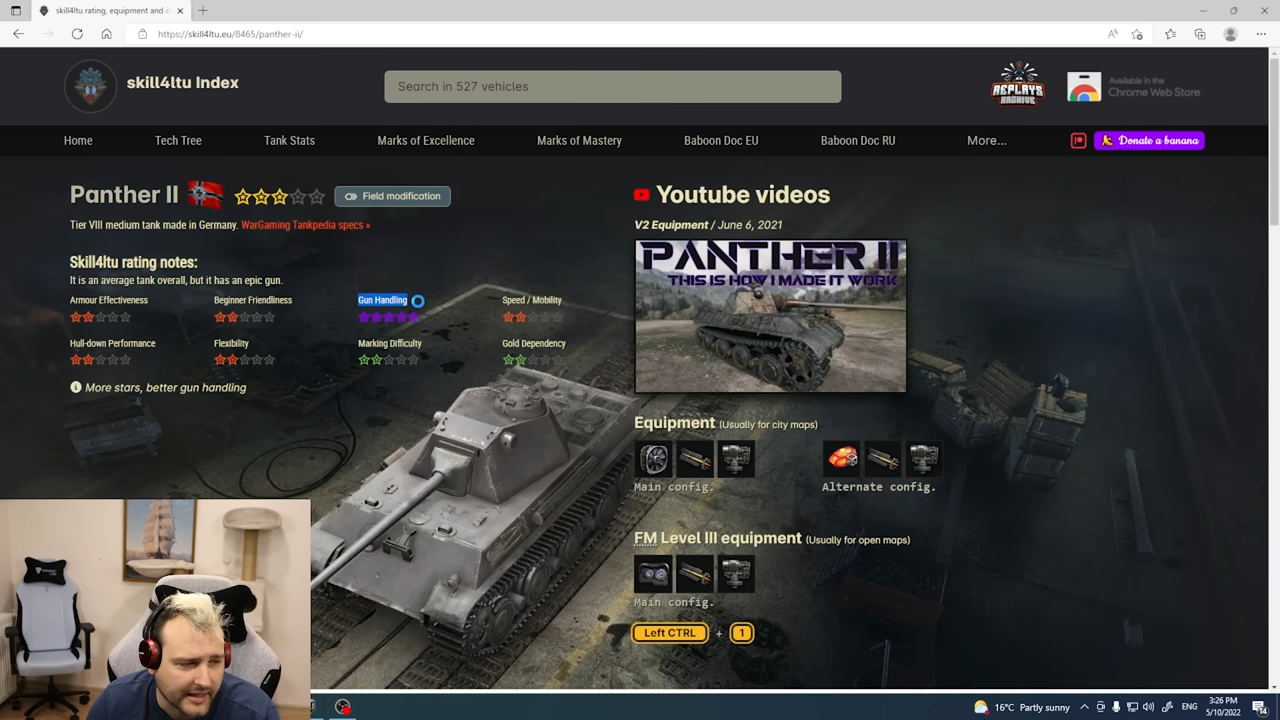 skill4ltu rating, equipment and c
https://skill4ltu.eu/8465/panther-ii/
skill4ltu Index
Search in 527 vehicles
REPLAYS
ARCHIVE
Available in the
Chrome Web Store
Home
Tech Tree
Tank Stats
Marks of Excellence
Marks of Mastery
Baboon Doc EU
Baboon Doc RU
More...
Donate a banana
Panther II
Field modification
Tier VIII medium tank made in Germany. WarGaming Tankpedia specs »
Skill4ltu rating notes:
It is an average tank overall, but it has an epic gun.
Armour Effectiveness
Beginner Friendliness
Gun Handling
Speed / Mobility
Hull-down Performance
Flexibility
Marking Difficulty
Gold Dependency
More stars, better gun handling
Youtube videos
V2 Equipment / June 6, 2021
PANTHER II
THIS IS HOW I MADE IT WORK
Equipment (Usually for city maps)
Main config.
Alternate config.
FM Level III equipment (Usually for open maps)
Main config.
Left CTRL + 1
16°C Partly sunny
ENG
3:26 PM
5/10/2022
14